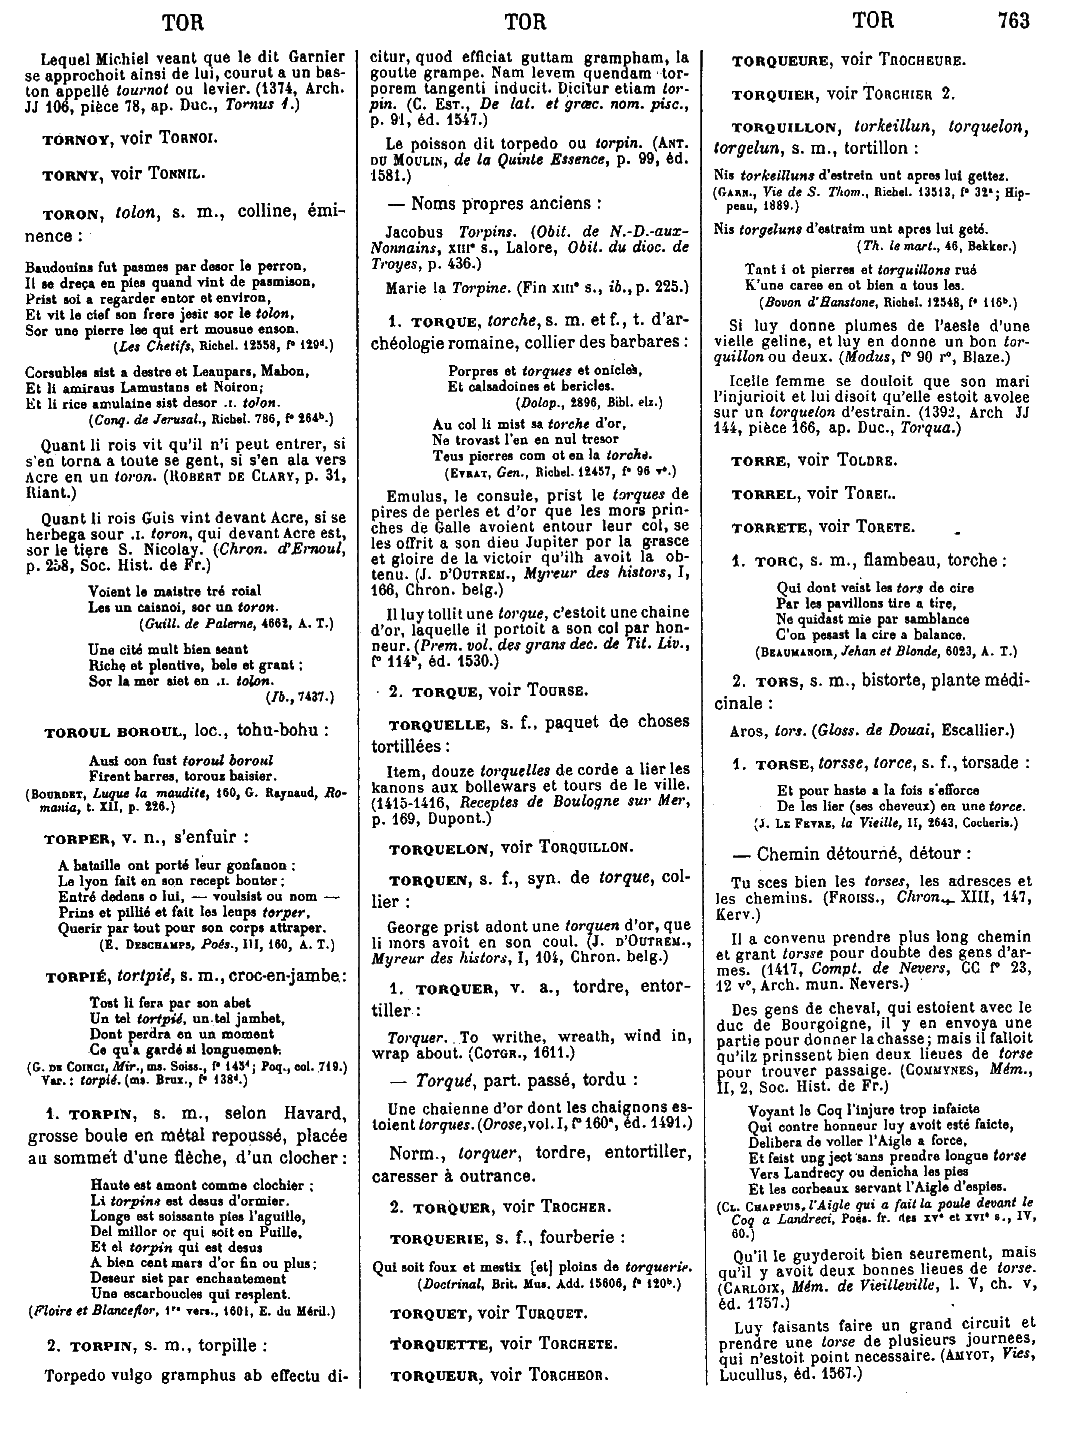 TOR TOR TOR 763
Lequel Michiel veant que le dit Garnier
se approchoit ainsi de lui, courut a un bas-
ton appellé tournot ou levier. (1374, Arch.
JJ 106, pièce 78, ap. Duc., Tornus 1.)
TORNOY, voir TORNOI.
TORNY, voir TONNIL.
TORON, tolon, s. m., colline, émi-
nence :
Baudouins fut pasmes par desor le perron,
Il se dreça en pies quand vint de pasmison,
Prist soi a regarder entor et environ,
Et vit le cief son frere jesir sor le tolon,
Sor une pierre lee qui ert mousue enson.
(Les Chetifs, Richel. 12558, f° 129ᵈ.)
Corsubles sist a destre et Leaupars, Mabon,
Et li amiraus Lamustans et Noiron;
Et li rice amulaine sist desor .I. tolon.
(Conq. de Jerusal., Richel. 786, f° 264ᵇ.)
Quant li rois vit qu'il n'i peut entrer, si
s'en torna a toute se gent, si s'en ala vers
Acre en un toron. (ROBERT DE CLARY, p. 31,
Riant.)
Quant li rois Guis vint devant Acre, si se
herbega sour .I. toron, qui devant Acre est,
sor le tiere S. Nicolay. (Chron. d'Ernoul,
p. 258, Soc. Hist. de Fr.)
Voient le maistre tré roial
Les un caisnoi, sor un toron.
(Guill. de Palerne, 4662, A. T.)
Une cité mult bien seant
Riche et plentive, bele et grant ;
Sor la mer siet en .I. tolon.
(Ib., 7437.)
TOROUL BOROUL, loc., tohu-bohu :
Ausi con fust toroul boroul
Firent barres, toroux baisier.
(BOURDET, Luque la maudite, 160, G. Raynaud, Ro-
mania, t. XII, p. 226.)
TORPER, v. n., s'enfuir :
A bataille ont porté leur gonfanon ;
Le lyon fait en son recept bouter ;
Entré dedens o lui, — voulsist ou nom —
Prins et pillié et fait les leups torper,
Querir par tout pour son corps attraper.
(E. DESCHAMPS, Poés., III, 160, A. T.)
TORPIÉ, tortpié, s. m., croc-en-jambe :
Tost li fera par son abet
Un tel tortpié, un tel jambet,
Dont perdra en un moment
Ce qu'a gardé si longuement.
(G. DE COINCI, Mir., ms. Soiss., f° 145ᵈ ; Poq., col. 719.)
Var. : torpié. (ms. Brux., f° 138ᵈ.)
1. TORPIN, s. m., selon Havard,
grosse boule en métal repoussé, placée
au sommet d'une flèche, d'un clocher :
Haute est amont comme clochier ;
Li torpins est desus d'ormier.
Longe est soissante pies l'aguille,
Del millor or qui soit en Puille,
Et el torpin qui est desus
A bien cent mars d'or fin ou plus ;
Deseur siet par enchantement
Une escarboucles qui resplent.
(Floire et Blanceflor, 1ʳᵉ vers., 1601, E. du Méril.)
2. TORPIN, s. m., torpille :
Torpedo vulgo gramphus ab effectu di-
citur, quod efficiat guttam grampham, la
goutte grampe. Nam levem quendam tor-
porem tangenti inducit. Dicitur etiam tor-
pin. (C. EST., De lat. et græc. nom. pisc.,
p. 91, éd. 1547.)
Le poisson dit torpedo ou torpin. (ANT.
DU MOULIN, de la Quinte Essence, p. 99, éd.
1581.)
— Noms propres anciens :
Jacobus Torpins. (Obit. de N.-D.-aux-
Nonnains, XIIIᵉ s., Lalore, Obit. du dioc. de
Troyes, p. 436.)
Marie la Torpine. (Fin XIIIᵉ s., ib., p. 225.)
1. TORQUE, torche, s. m. et f., t. d'ar-
chéologie romaine, collier des barbares :
Porpres et torques et onicles,
Et calsadoines et bericles.
(Dolop., 2896, Bibl. elz.)
Au col li mist sa torche d'or,
Ne trovast l'en en nul tresor
Teus pierres com ot en la torche.
(EVRAT, Gen., Richel. 12457, f° 96 v°.)
Emulus, le consule, prist le torques de
pires de perles et d'or que les mors prin-
ches de Galle avoient entour leur col, se
les offrit a son dieu Jupiter por la grasce
et gloire de la victoir qu'ilh avoit la ob-
tenu. (J. D'OUTREM., Myreur des histors, I,
166, Chron. belg.)
Il luy tollit une torque, c'estoit une chaine
d'or, laquelle il portoit a son col par hon-
neur. (Prem. vol. des grans dec. de Tit. Liv.,
f° 114ᵇ, éd. 1530.)
2. TORQUE, voir TOURSE.
TORQUELLE, s. f., paquet de choses
tortillées :
Item, douze torquelles de corde a lier les
kanons aux bollewars et tours de le ville.
(1415-1416, Receptes de Boulogne sur Mer,
p. 169, Dupont.)
TORQUELON, voir TORQUILLON.
TORQUEN, s. f., syn. de torque, col-
lier :
George prist adont une torquen d'or, que
li mors avoit en son coul. (J. D'OUTREM.,
Myreur des histors, I, 104, Chron. belg.)
1. TORQUER, v. a., tordre, entor-
tiller :
Torquer. To writhe, wreath, wind in,
wrap about. (COTGR., 1611.)
— Torqué, part. passé, tordu :
Une chaienne d'or dont les chaignons es-
toient torques. (Orose, vol. I, f° 160ᵃ, éd. 1491.)
Norm., torquer, tordre, entortiller,
caresser à outrance.
2. TORQUER, voir TROCHER.
TORQUERIE, s. f., fourberie :
Qui soit foux et mestix [et] ploins de torquerie.
(Doctrinal, Brit. Mus. Add. 15606, f° 120ᵇ.)
TORQUET, voir TURQUET.
TORQUETTE, voir TORCHETE.
TORQUEUR, voir TORCHEOR.
TORQUEURE, voir TROCHEURE.
TORQUIER, voir TORCHIER 2.
TORQUILLON, torkeillun, torquelon,
torgelun, s. m., tortillon :
Nis torkeilluns d'estrein unt apres lui gettez.
(GARN., Vie de S. Thom., Richel. 13513, f° 32ᵃ ; Hip-
peau, 1889.)
Nis torgeluns d'estraim unt apres lui geté.
(Th. le mart., 46, Bekker.)
Tant i ot pierres et torquillons rué
K'une caree en ot bien a tous les.
(Bovon d'Hanstone, Richel. 12548, f° 116ᵇ.)
Si luy donne plumes de l'aesle d'une
vielle geline, et luy en donne un bon tor-
quillon ou deux. (Modus, f° 90 r°, Blaze.)
Icelle femme se douloit que son mari
l'injurioit et lui disoit qu'elle estoit avolee
sur un torquelon d'estrain. (1392, Arch JJ
144, pièce 166, ap. Duc., Torqua.)
TORRE, voir TOLDRE.
TORREL, voir TOREL.
TORRETE, voir TORETE.
1. TORC, s. m., flambeau, torche :
Qui dont veist les tors de cire
Par les pavillons tire a tire,
Ne quidast mie par samblance
C'on pesast la cire a balance.
(BEAUMANOIR, Jehan et Blonde, 6023, A. T.)
2. TORS, s. m., bistorte, plante médi-
cinale :
Aros, tors. (Gloss. de Douai, Escallier.)
1. TORSE, torsse, torce, s. f., torsade :
Et pour haste a la fois s'efforce
De les lier (ses cheveux) en une torce.
(J. LE FEVRE, la Vieille, II, 2643, Cocheris.)
— Chemin détourné, détour :
Tu sces bien les torses, les adresces et
les chemins. (FROISS., Chron., XIII, 147,
Kerv.)
Il a convenu prendre plus long chemin
et grant torsse pour doubte des gens d'ar-
mes. (1417, Compt. de Nevers, CC f° 23,
12 v°, Arch. mun. Nevers.)
Des gens de cheval, qui estoient avec le
duc de Bourgoigne, il y en envoya une
partie pour donner la chasse ; mais il falloit
qu'ilz prinssent bien deux lieues de torse
pour trouver passaige. (COMMYNES, Mém.,
II, 2, Soc. Hist. de Fr.)
Voyant le Coq l'injure trop infaicte
Qui contre honneur luy avoit esté faicte,
Delibera de voller l'Aigle a force,
Et feist ung ject sans prendre longue torse
Vers Landrecy ou denicha les pies
Et les corbeaux servant l'Aigle d'espies.
(CL. CHAPPUIS, l'Aigle qui a fait la poule devant le
Coq a Landreci, Poés. fr. des XVᵉ et XVIᵉ s., IV,
60.)
Qu'il le guyderoit bien seurement, mais
qu'il y avoit deux bonnes lieues de torse.
(CARLOIX, Mém. de Vieilleville, l. V, ch. V,
éd. 1757.)
Luy faisants faire un grand circuit et
prendre une torse de plusieurs journees,
qui n'estoit point necessaire. (AMYOT, Vies,
Lucullus, éd. 1567.)